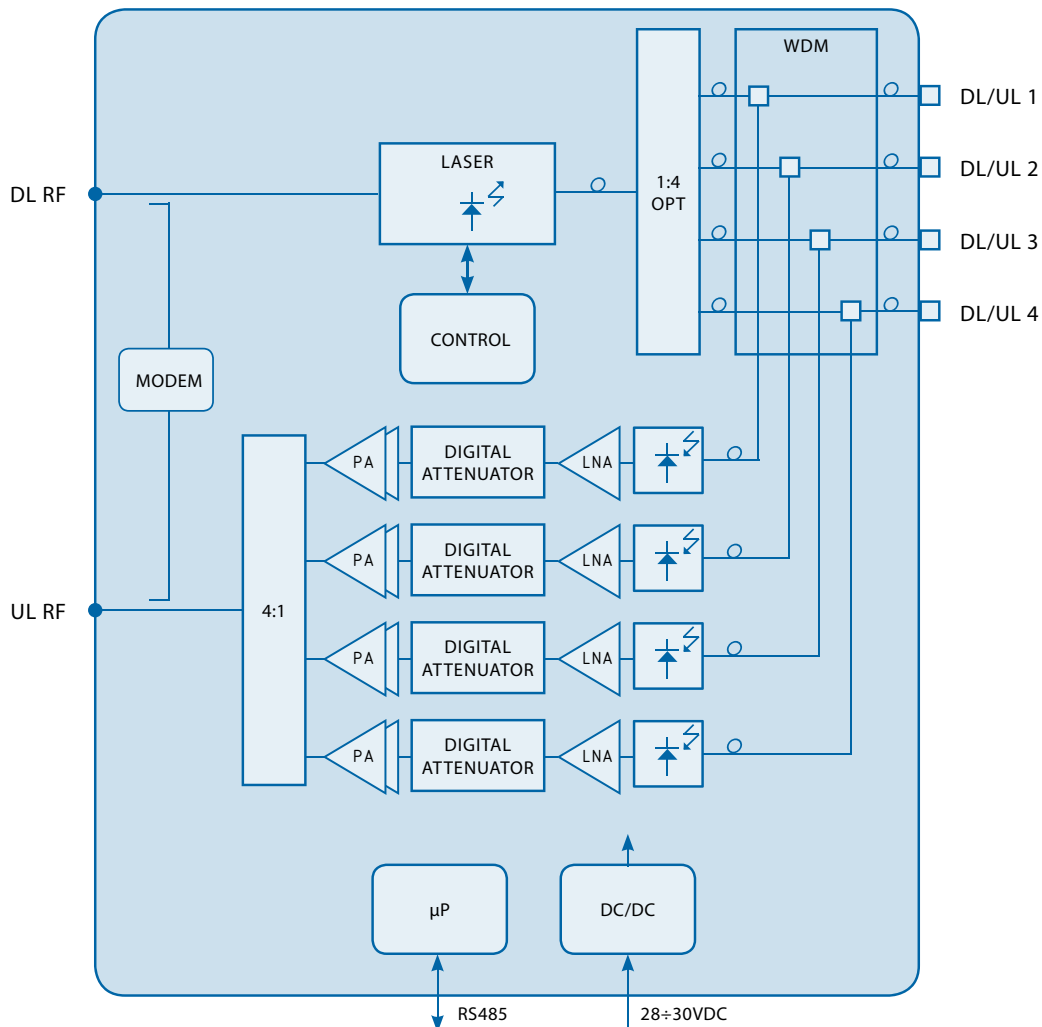 WDM
DL/UL 1
LASER
DL/UL 2
DL RF
1:4
OPT
DL/UL 3
DL/UL 4
CONTROL
MODEM
PA
DIGITAL
ATTENUATOR
LNA
PA
DIGITAL
ATTENUATOR
LNA
UL RF
4:1
PA
DIGITAL
ATTENUATOR
LNA
PA
DIGITAL
ATTENUATOR
LNA
µP
DC/DC
RS485
28÷30VDC